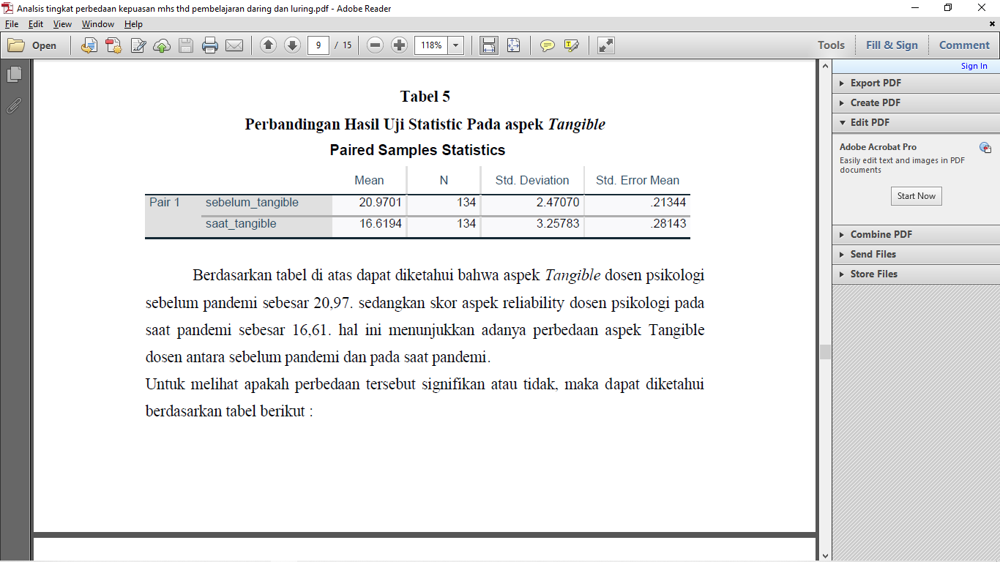 Analsis tingkat perbedaan kepuasan mhs thd pembelajaran daring dan luring.pdf - Adobe Reader
File Edit View Window Help
Open 9 / 15 118% Tools Fill & Sign Comment
Sign In
Export PDF
Create PDF
Edit PDF
Adobe Acrobat Pro
Easily edit text and images in PDF
documents
Start Now
Combine PDF
Send Files
Store Files
Tabel 5
Perbandingan Hasil Uji Statistic Pada aspek Tangible
Paired Samples Statistics
Mean N Std. Deviation Std. Error Mean
Pair 1 sebelum_tangible 20.9701 134 2.47070 .21344
saat_tangible 16.6194 134 3.25783 .28143
Berdasarkan tabel di atas dapat diketahui bahwa aspek Tangible dosen psikologi
sebelum pandemi sebesar 20,97. sedangkan skor aspek reliability dosen psikologi pada
saat pandemi sebesar 16,61. hal ini menunjukkan adanya perbedaan aspek Tangible
dosen antara sebelum pandemi dan pada saat pandemi.
Untuk melihat apakah perbedaan tersebut signifikan atau tidak, maka dapat diketahui
berdasarkan tabel berikut :